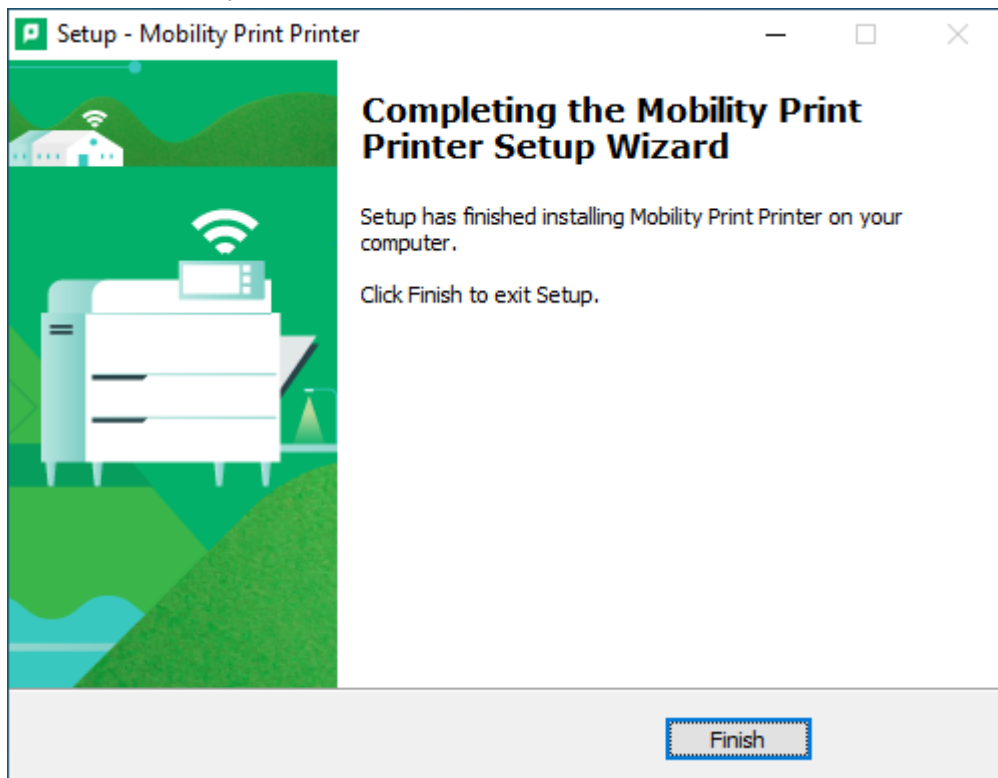 Setup - Mobility Print Printer
Completing the Mobility Print
Printer Setup Wizard
Setup has finished installing Mobility Print Printer on your
computer.
Click Finish to exit Setup.
Finish